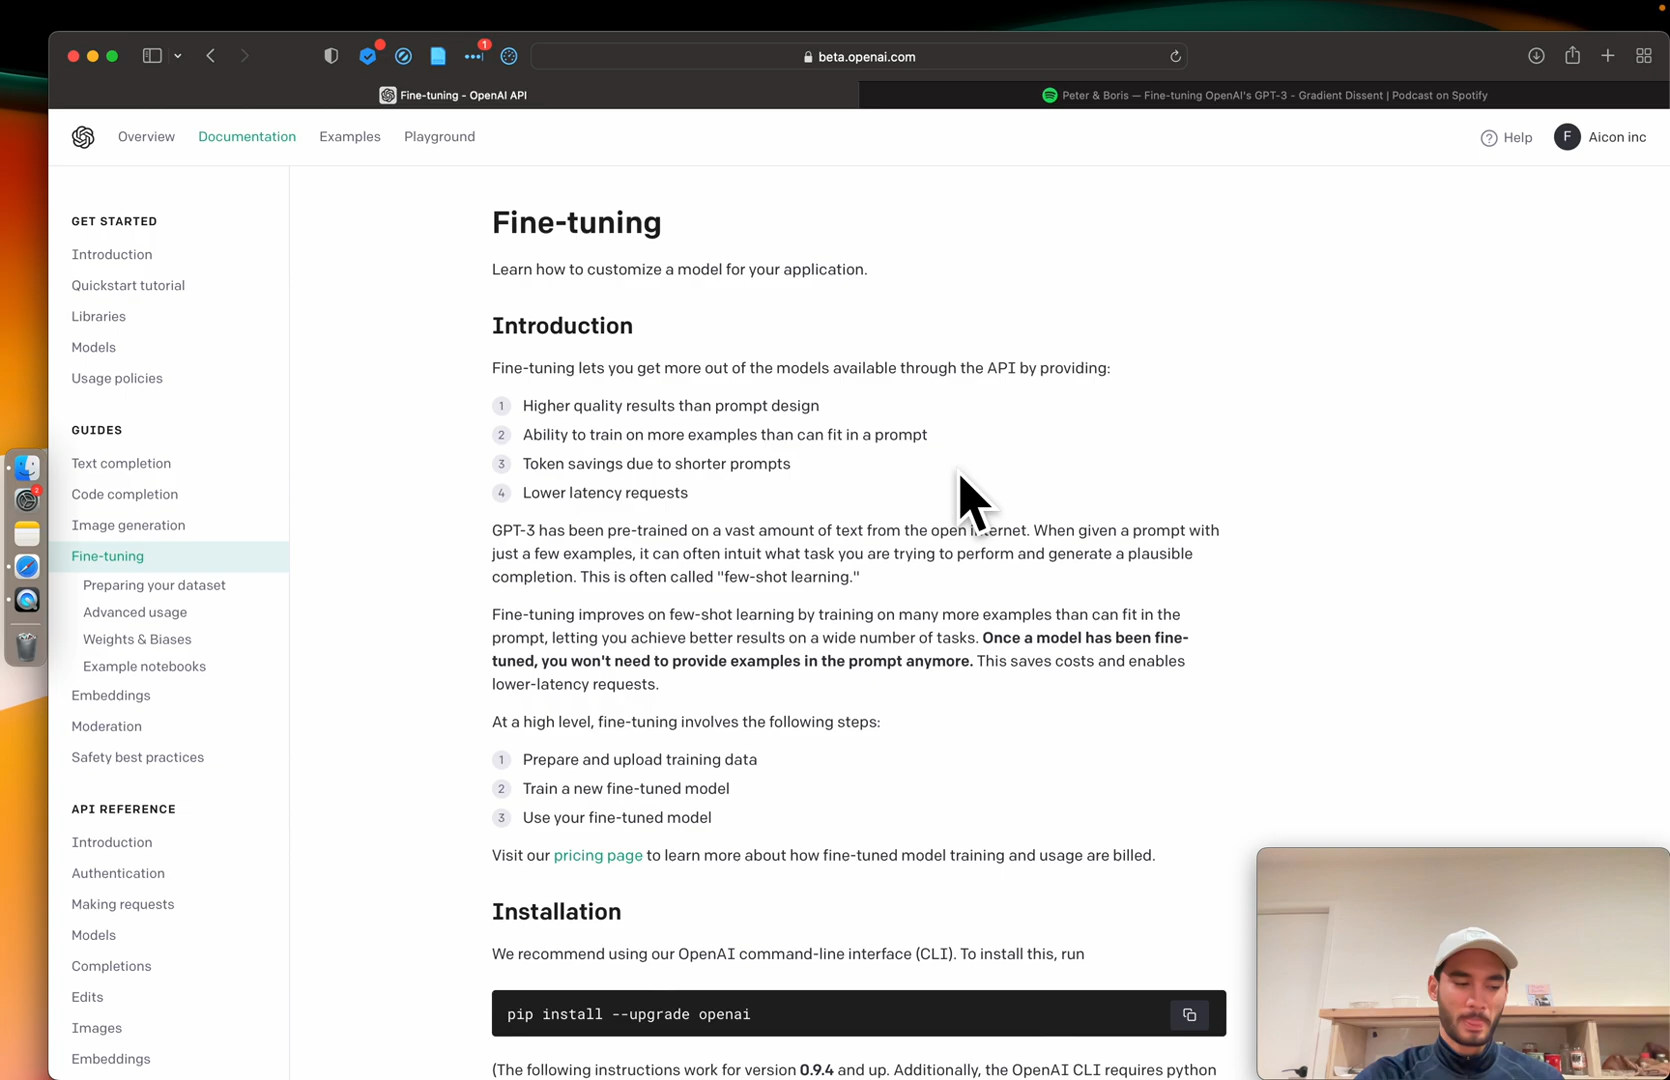 1
beta.openai.com
Fine-tuning - OpenAI API
Peter & Boris — Fine-tuning OpenAI's GPT-3 - Gradient Dissent | Podcast on Spotify
Overview
Documentation
Examples
Playground
? Help
F
Aicon inc
GET STARTED
Introduction
Quickstart tutorial
Libraries
Models
Usage policies
GUIDES
Text completion
Code completion
Image generation
Fine-tuning
Preparing your dataset
Advanced usage
Weights & Biases
Example notebooks
Embeddings
Moderation
Safety best practices
API REFERENCE
Introduction
Authentication
Making requests
Models
Completions
Edits
Images
Embeddings
2
Fine-tuning
Learn how to customize a model for your application.
Introduction
Fine-tuning lets you get more out of the models available through the API by providing:
1 Higher quality results than prompt design
2 Ability to train on more examples than can fit in a prompt
3 Token savings due to shorter prompts
4 Lower latency requests
GPT-3 has been pre-trained on a vast amount of text from the open internet. When given a prompt with
just a few examples, it can often intuit what task you are trying to perform and generate a plausible
completion. This is often called "few-shot learning."
Fine-tuning improves on few-shot learning by training on many more examples than can fit in the
prompt, letting you achieve better results on a wide number of tasks. Once a model has been fine-
tuned, you won't need to provide examples in the prompt anymore. This saves costs and enables
lower-latency requests.
At a high level, fine-tuning involves the following steps:
1 Prepare and upload training data
2 Train a new fine-tuned model
3 Use your fine-tuned model
Visit our pricing page to learn more about how fine-tuned model training and usage are billed.
Installation
We recommend using our OpenAI command-line interface (CLI). To install this, run
pip install --upgrade openai
(The following instructions work for version 0.9.4 and up. Additionally, the OpenAI CLI requires python